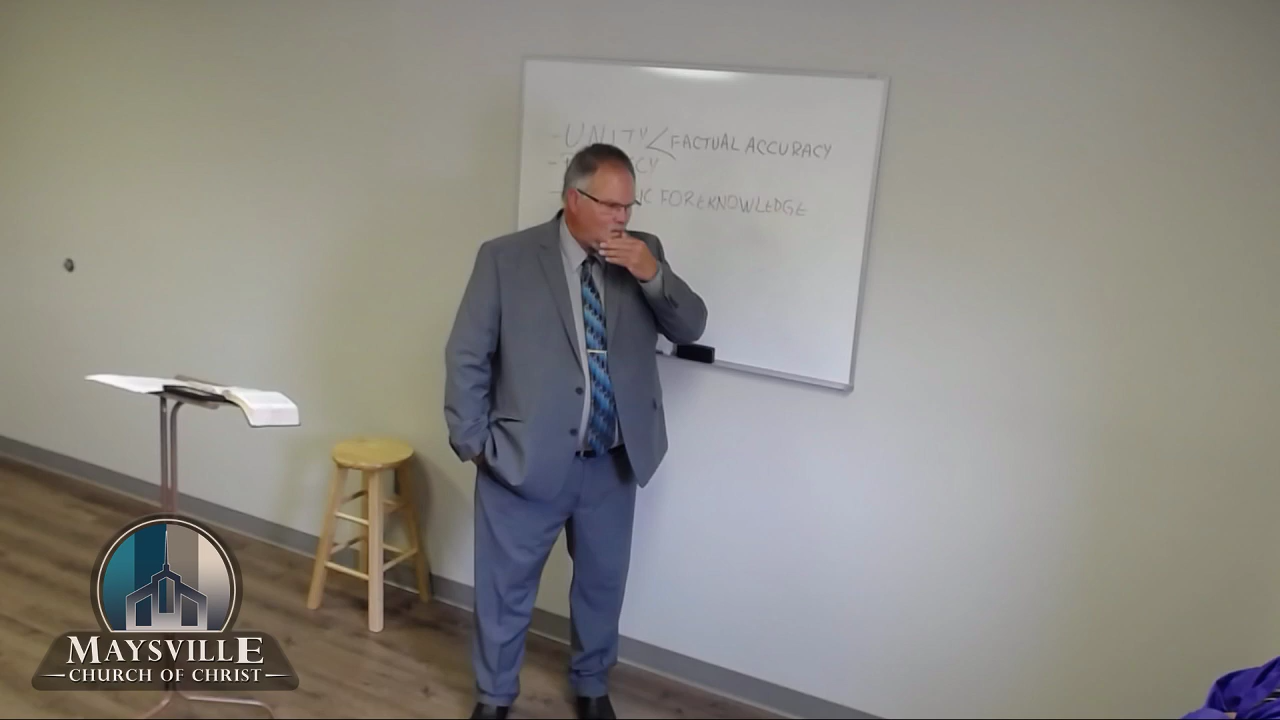 - UNITY < FACTUAL ACCURACY
FOREKNOWLEDGE
MAYSVILLE
CHURCH OF CHRIST